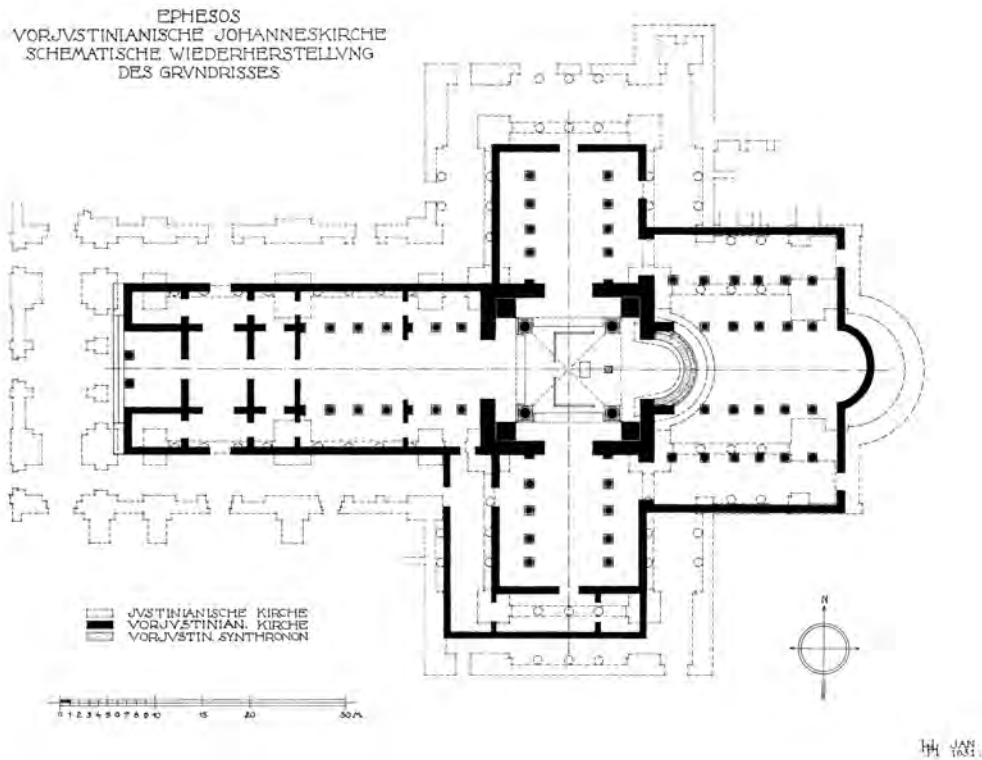 EPHESOS
VORJVSTINIANISCHE JOHANNESKIRCHE
SCHEMATISCHE WIEDERHERSTELLVNG
DES GRVNDRISSES
JVSTINIANISCHE KIRCHE
VORJVSTINIAN. KIRCHE
VORJVSTIN. SYNTHRONON
N
0 1 2 3 4 5 6 7 8 9 10 15 20 30 M.
JAN